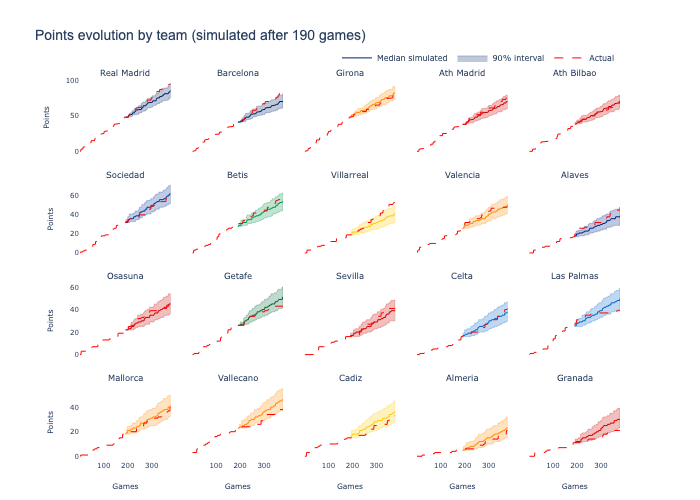 Points evolution by team (simulated after 190 games)
Median simulated 90% interval Actual
Real Madrid Barcelona Girona Ath Madrid Ath Bilbao
100
50
0
Points
Sociedad Betis Villarreal Valencia Alaves
60
40
20
0
Points
Osasuna Getafe Sevilla Celta Las Palmas
60
40
20
0
Points
Mallorca Vallecano Cadiz Almeria Granada
40
20
0
Points
100 200 300 100 200 300 100 200 300 100 200 300 100 200 300
Games Games Games Games Games